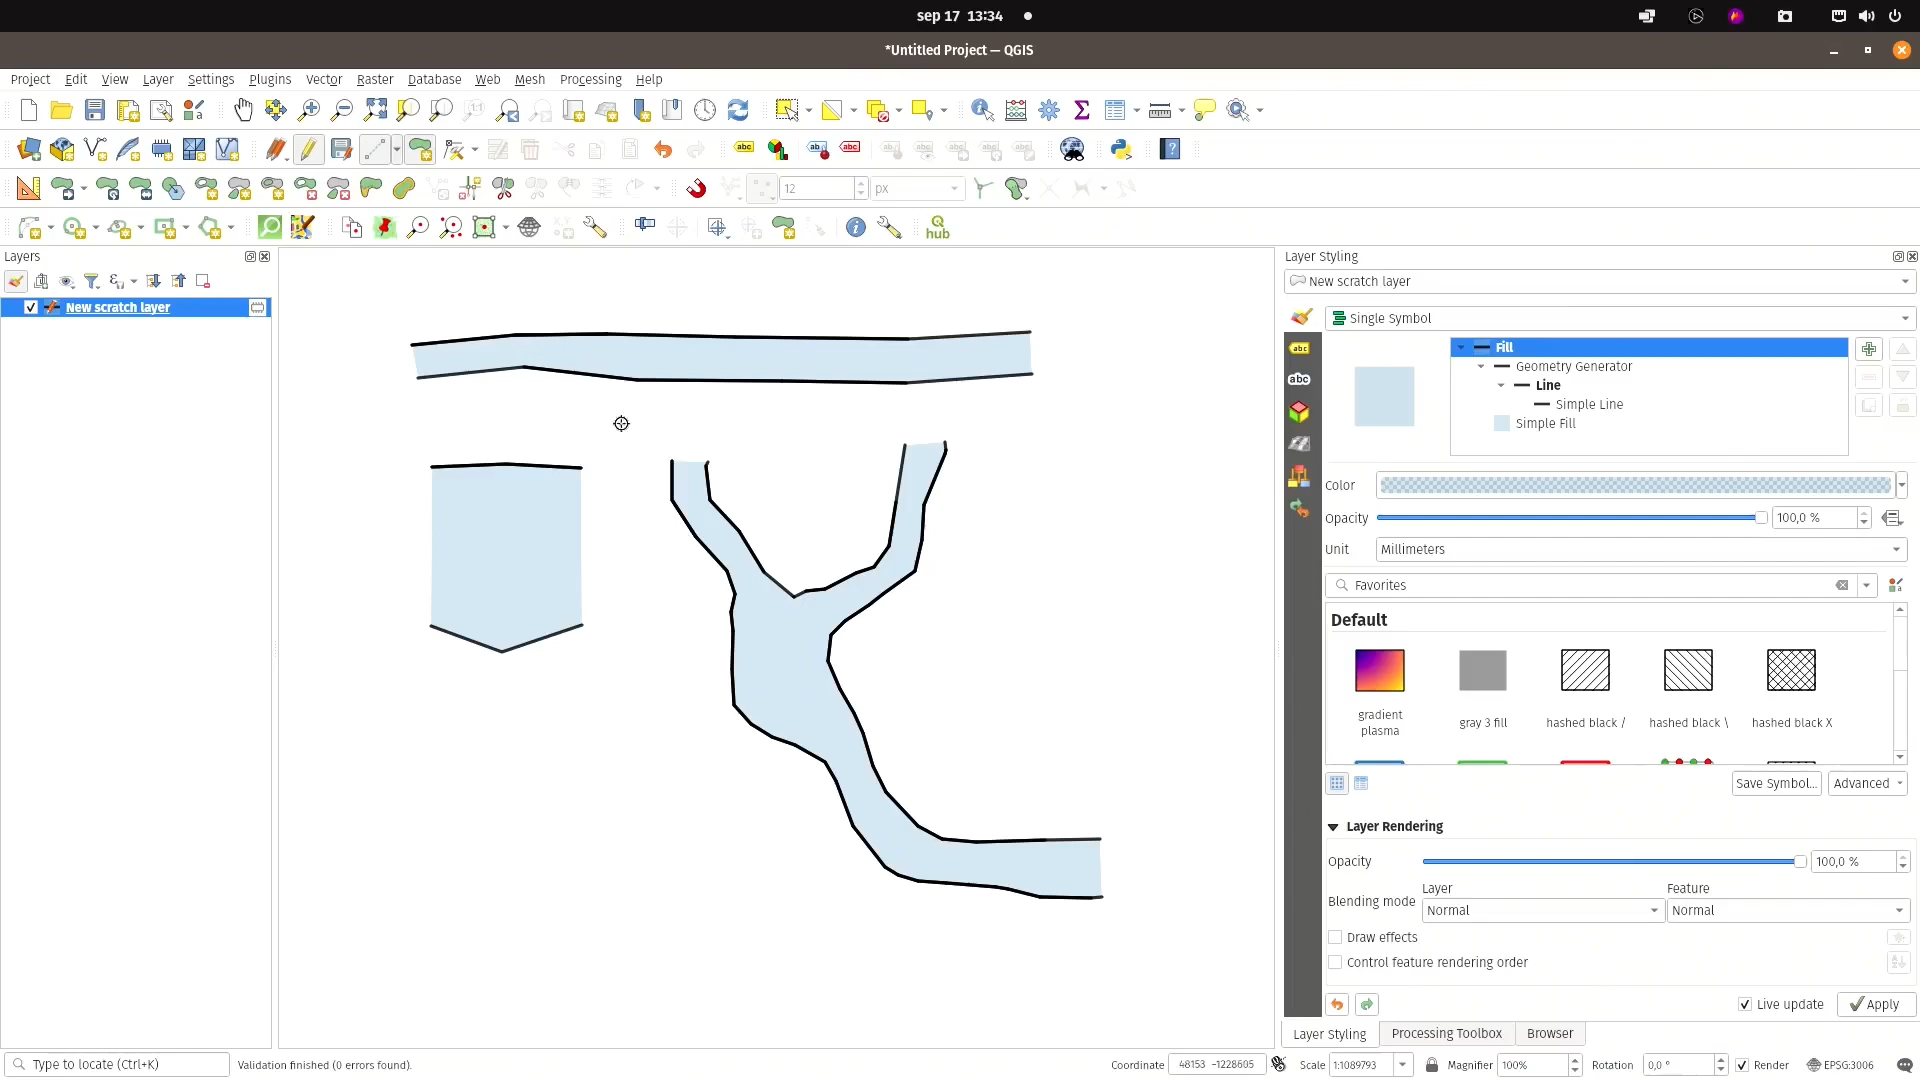 sep 17 13:34
*Untitled Project — QGIS
Project Edit View Layer Settings Plugins Vector Raster Database Web Mesh Processing Help
abc abc
12 px
hub
Layers
New scratch layer
Layer Styling
New scratch layer
Single Symbol
abc
abc
Fill
Geometry Generator
Line
Simple Line
Simple Fill
Color
Opacity 100,0 %
Unit Millimeters
Favorites
Default
gradient plasma
gray 3 fill
hashed black /
hashed black \
hashed black X
Save Symbol... Advanced
Layer Rendering
Opacity 100,0 %
Layer Feature
Blending mode Normal Normal
Draw effects
Control feature rendering order
Live update Apply
Layer Styling Processing Toolbox Browser
Type to locate (Ctrl+K) Validation finished (0 errors found). Coordinate 48153 -1228605 Scale 1:1089793 Magnifier 100% Rotation 0,0 ° Render EPSG:3006